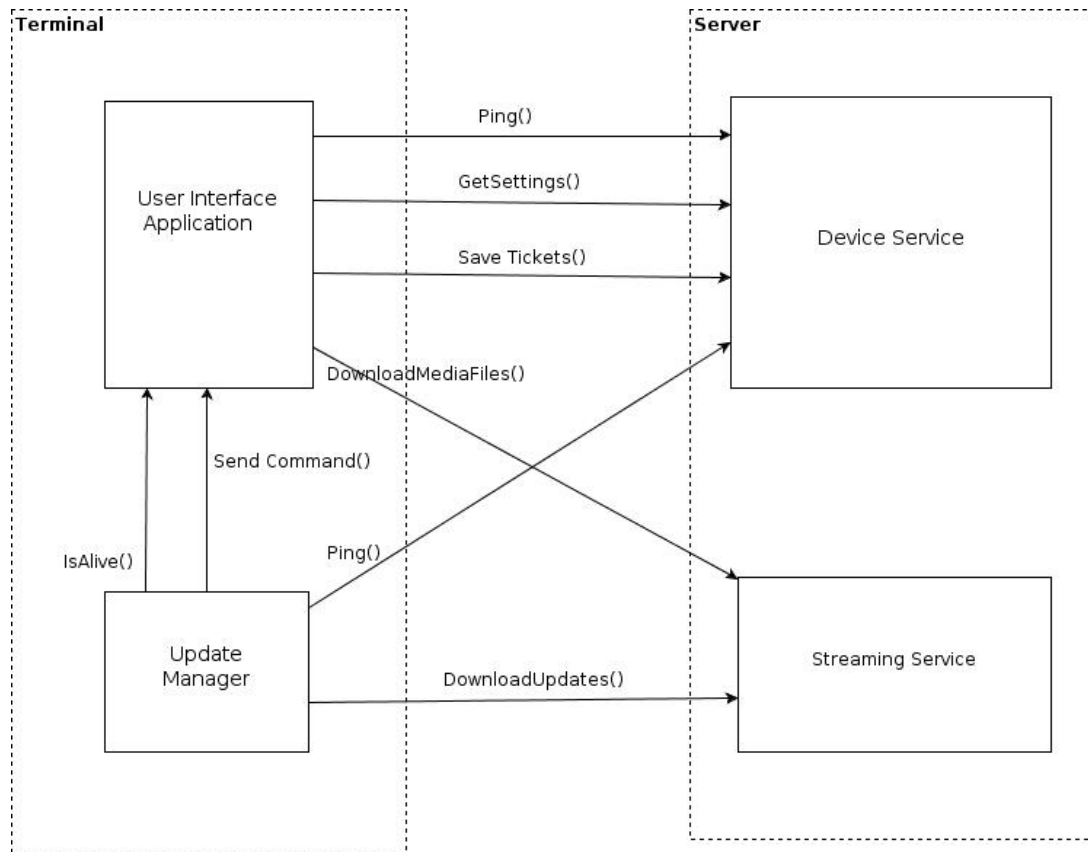 Terminal
Server
Ping()
GetSettings()
User Interface
Application
Device Service
Save Tickets()
DownloadMediaFiles()
Send Command()
Ping()
IsAlive()
Update
Manager
Streaming Service
DownloadUpdates()